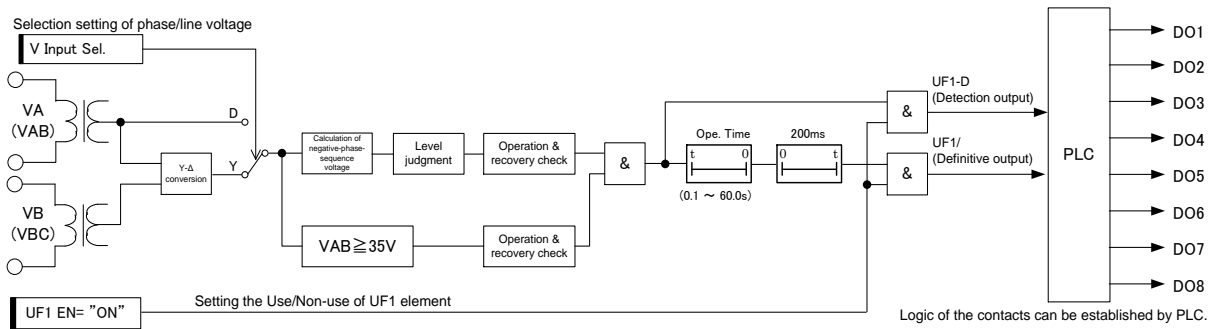 Selection setting of phase/line voltage
V Input Sel.
VA
(VAB)
VB
(VBC)
Y-Δ
conversion
D
Y
Calculation of
negative-phase-
sequence
voltage
Level
judgment
Operation &
recovery check
VAB≧35V
Operation &
recovery check
&
Ope. Time
t 0
(0.1 ～ 60.0s)
200ms
0 t
&
UF1-D
(Detection output)
&
UF1/
(Definitive output)
PLC
DO1
DO2
DO3
DO4
DO5
DO6
DO7
DO8
UF1 EN= ”ON”
Setting the Use/Non-use of UF1 element
Logic of the contacts can be established by PLC.